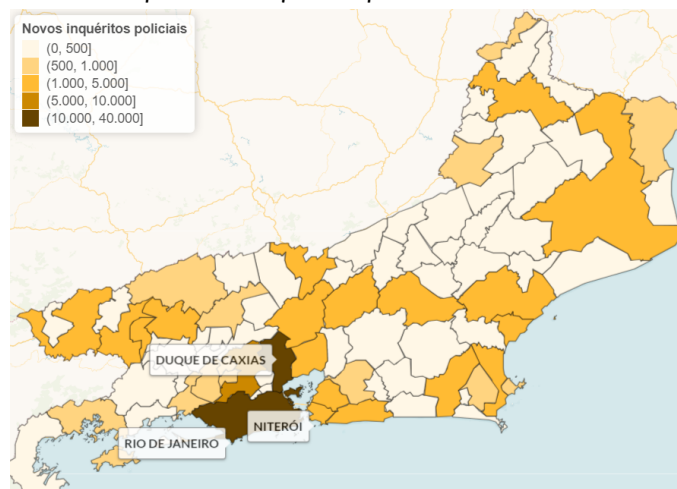 Novos inquéritos policiais
(0, 500]
(500, 1.000]
(1.000, 5.000]
(5.000, 10.000]
(10.000, 40.000]
DUQUE DE CAXIAS
NITERÓI
RIO DE JANEIRO